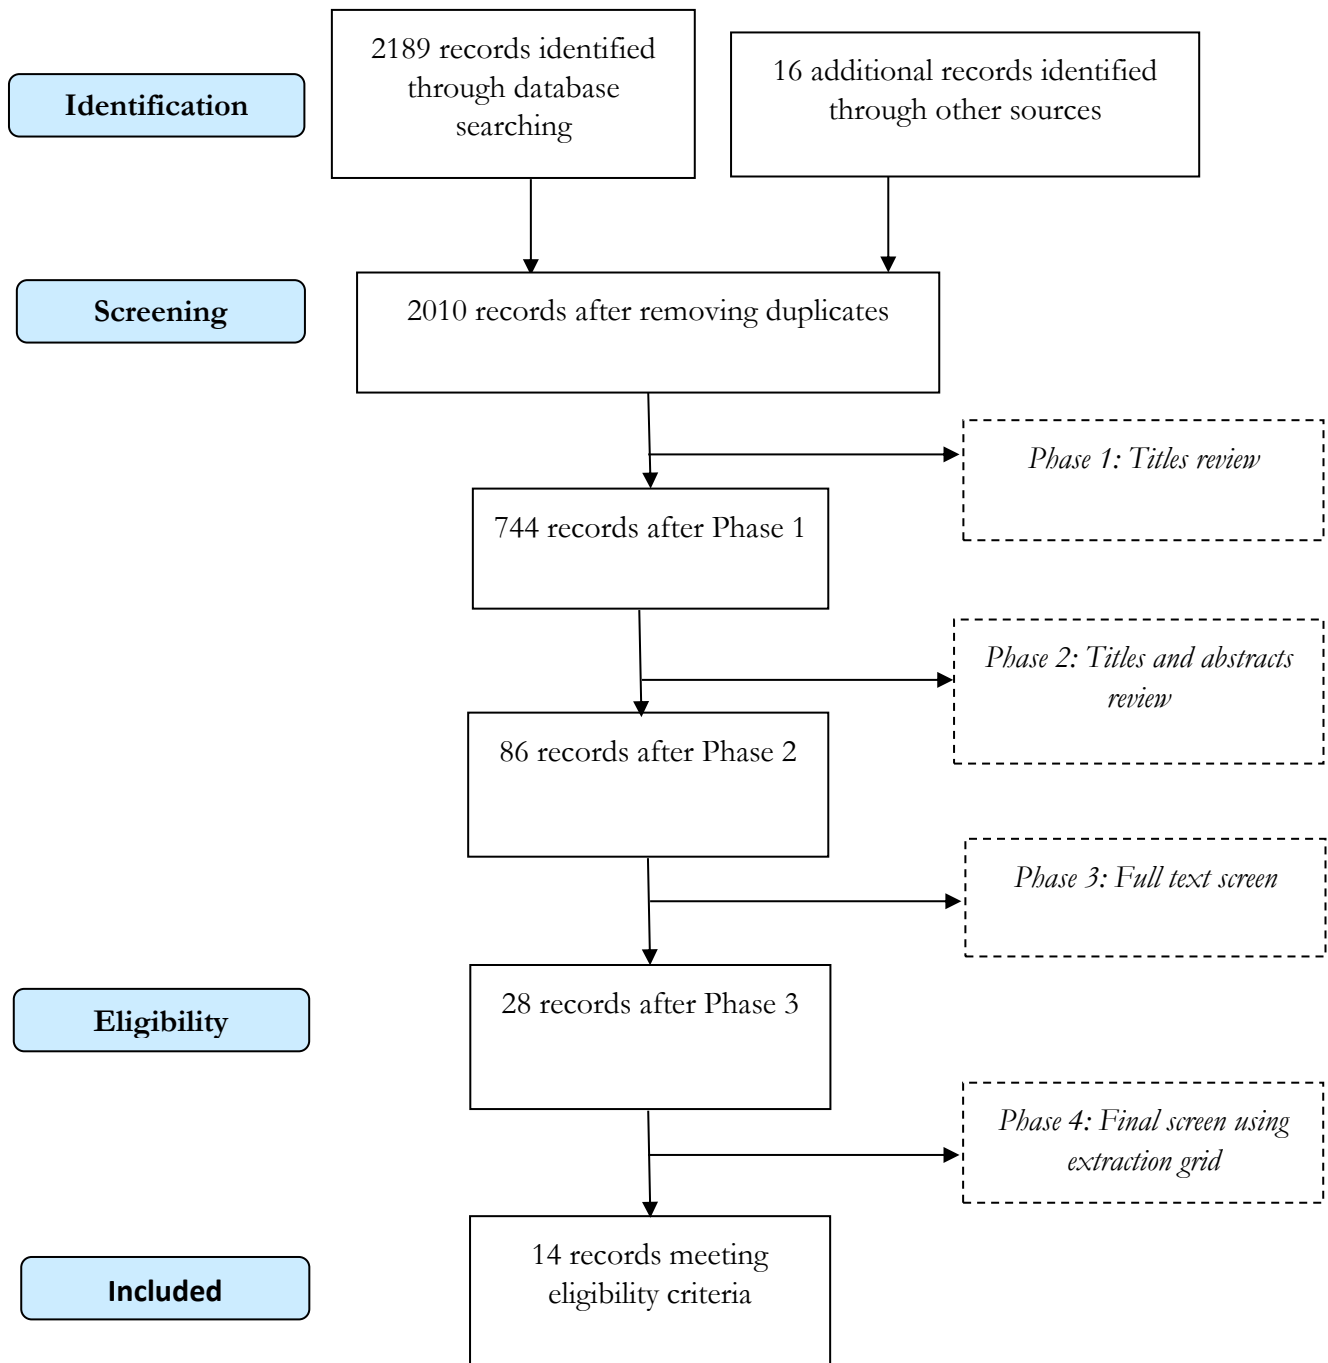 Identification
2189 records identified
through database
searching
16 additional records identified
through other sources
Screening
2010 records after removing duplicates
Phase 1: Titles review
744 records after Phase 1
Phase 2: Titles and abstracts
review
86 records after Phase 2
Phase 3: Full text screen
Eligibility
28 records after Phase 3
Phase 4: Final screen using
extraction grid
Included
14 records meeting
eligibility criteria